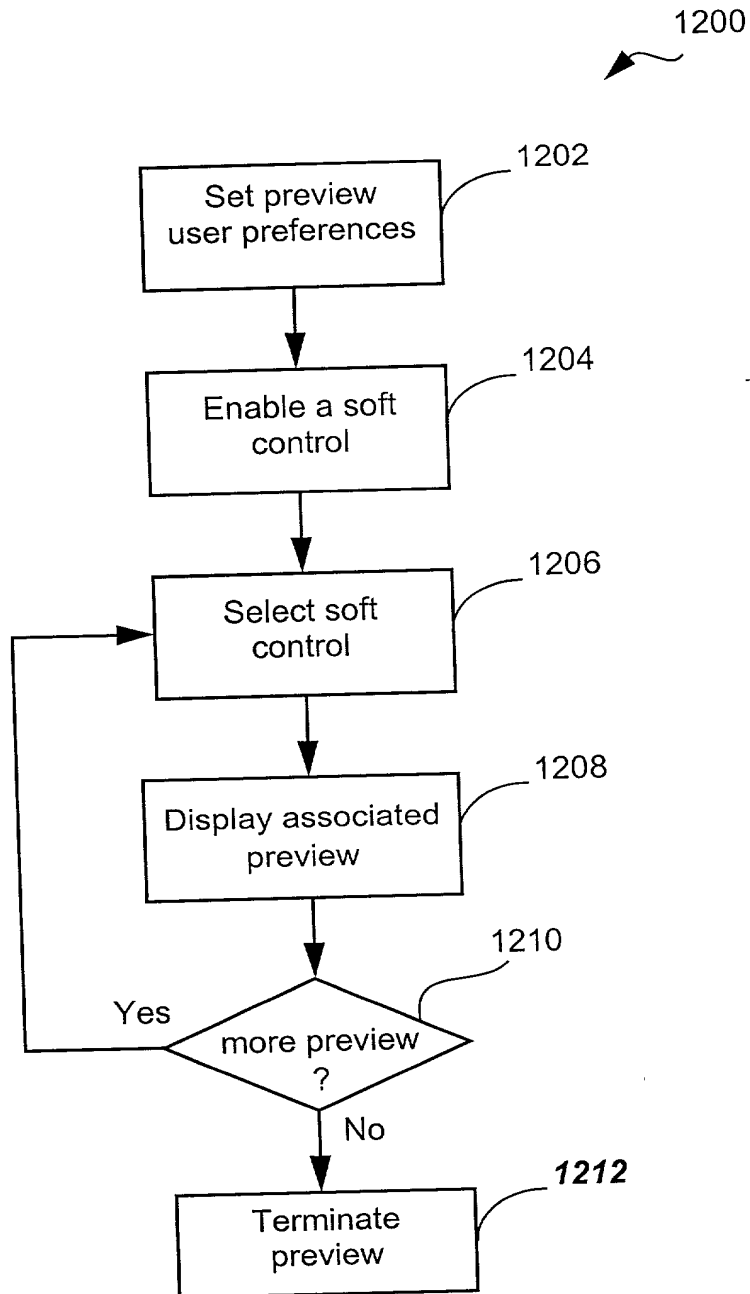 1200
1202
Set preview
user preferences
1204
Enable a soft
control
1206
Select soft
control
1208
Display associated
preview
1210
Yes
more preview
?
No
1212
Terminate
preview